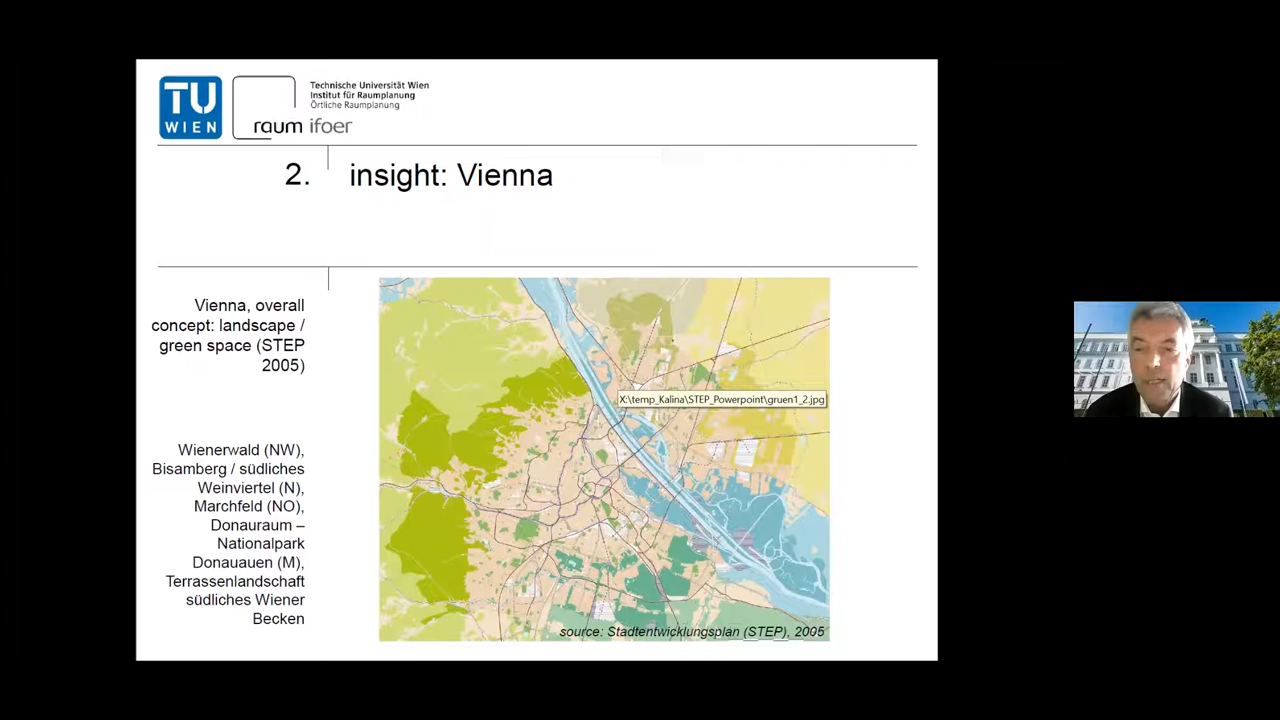 TU
WIEN
raum ifoer
Technische Universität Wien
Institut für Raumplanung
Örtliche Raumplanung
2. insight: Vienna
Vienna, overall
concept: landscape /
green space (STEP
2005)
Wienerwald (NW),
Bisamberg / südliches
Weinviertel (N),
Marchfeld (NO),
Donauraum –
Nationalpark
Donauauen (M),
Terrassenlandschaft
südliches Wiener
Becken
X:\temp_Kalina\STEP_Powerpoint\gruen1_2.jpg
source: Stadtentwicklungsplan (STEP), 2005